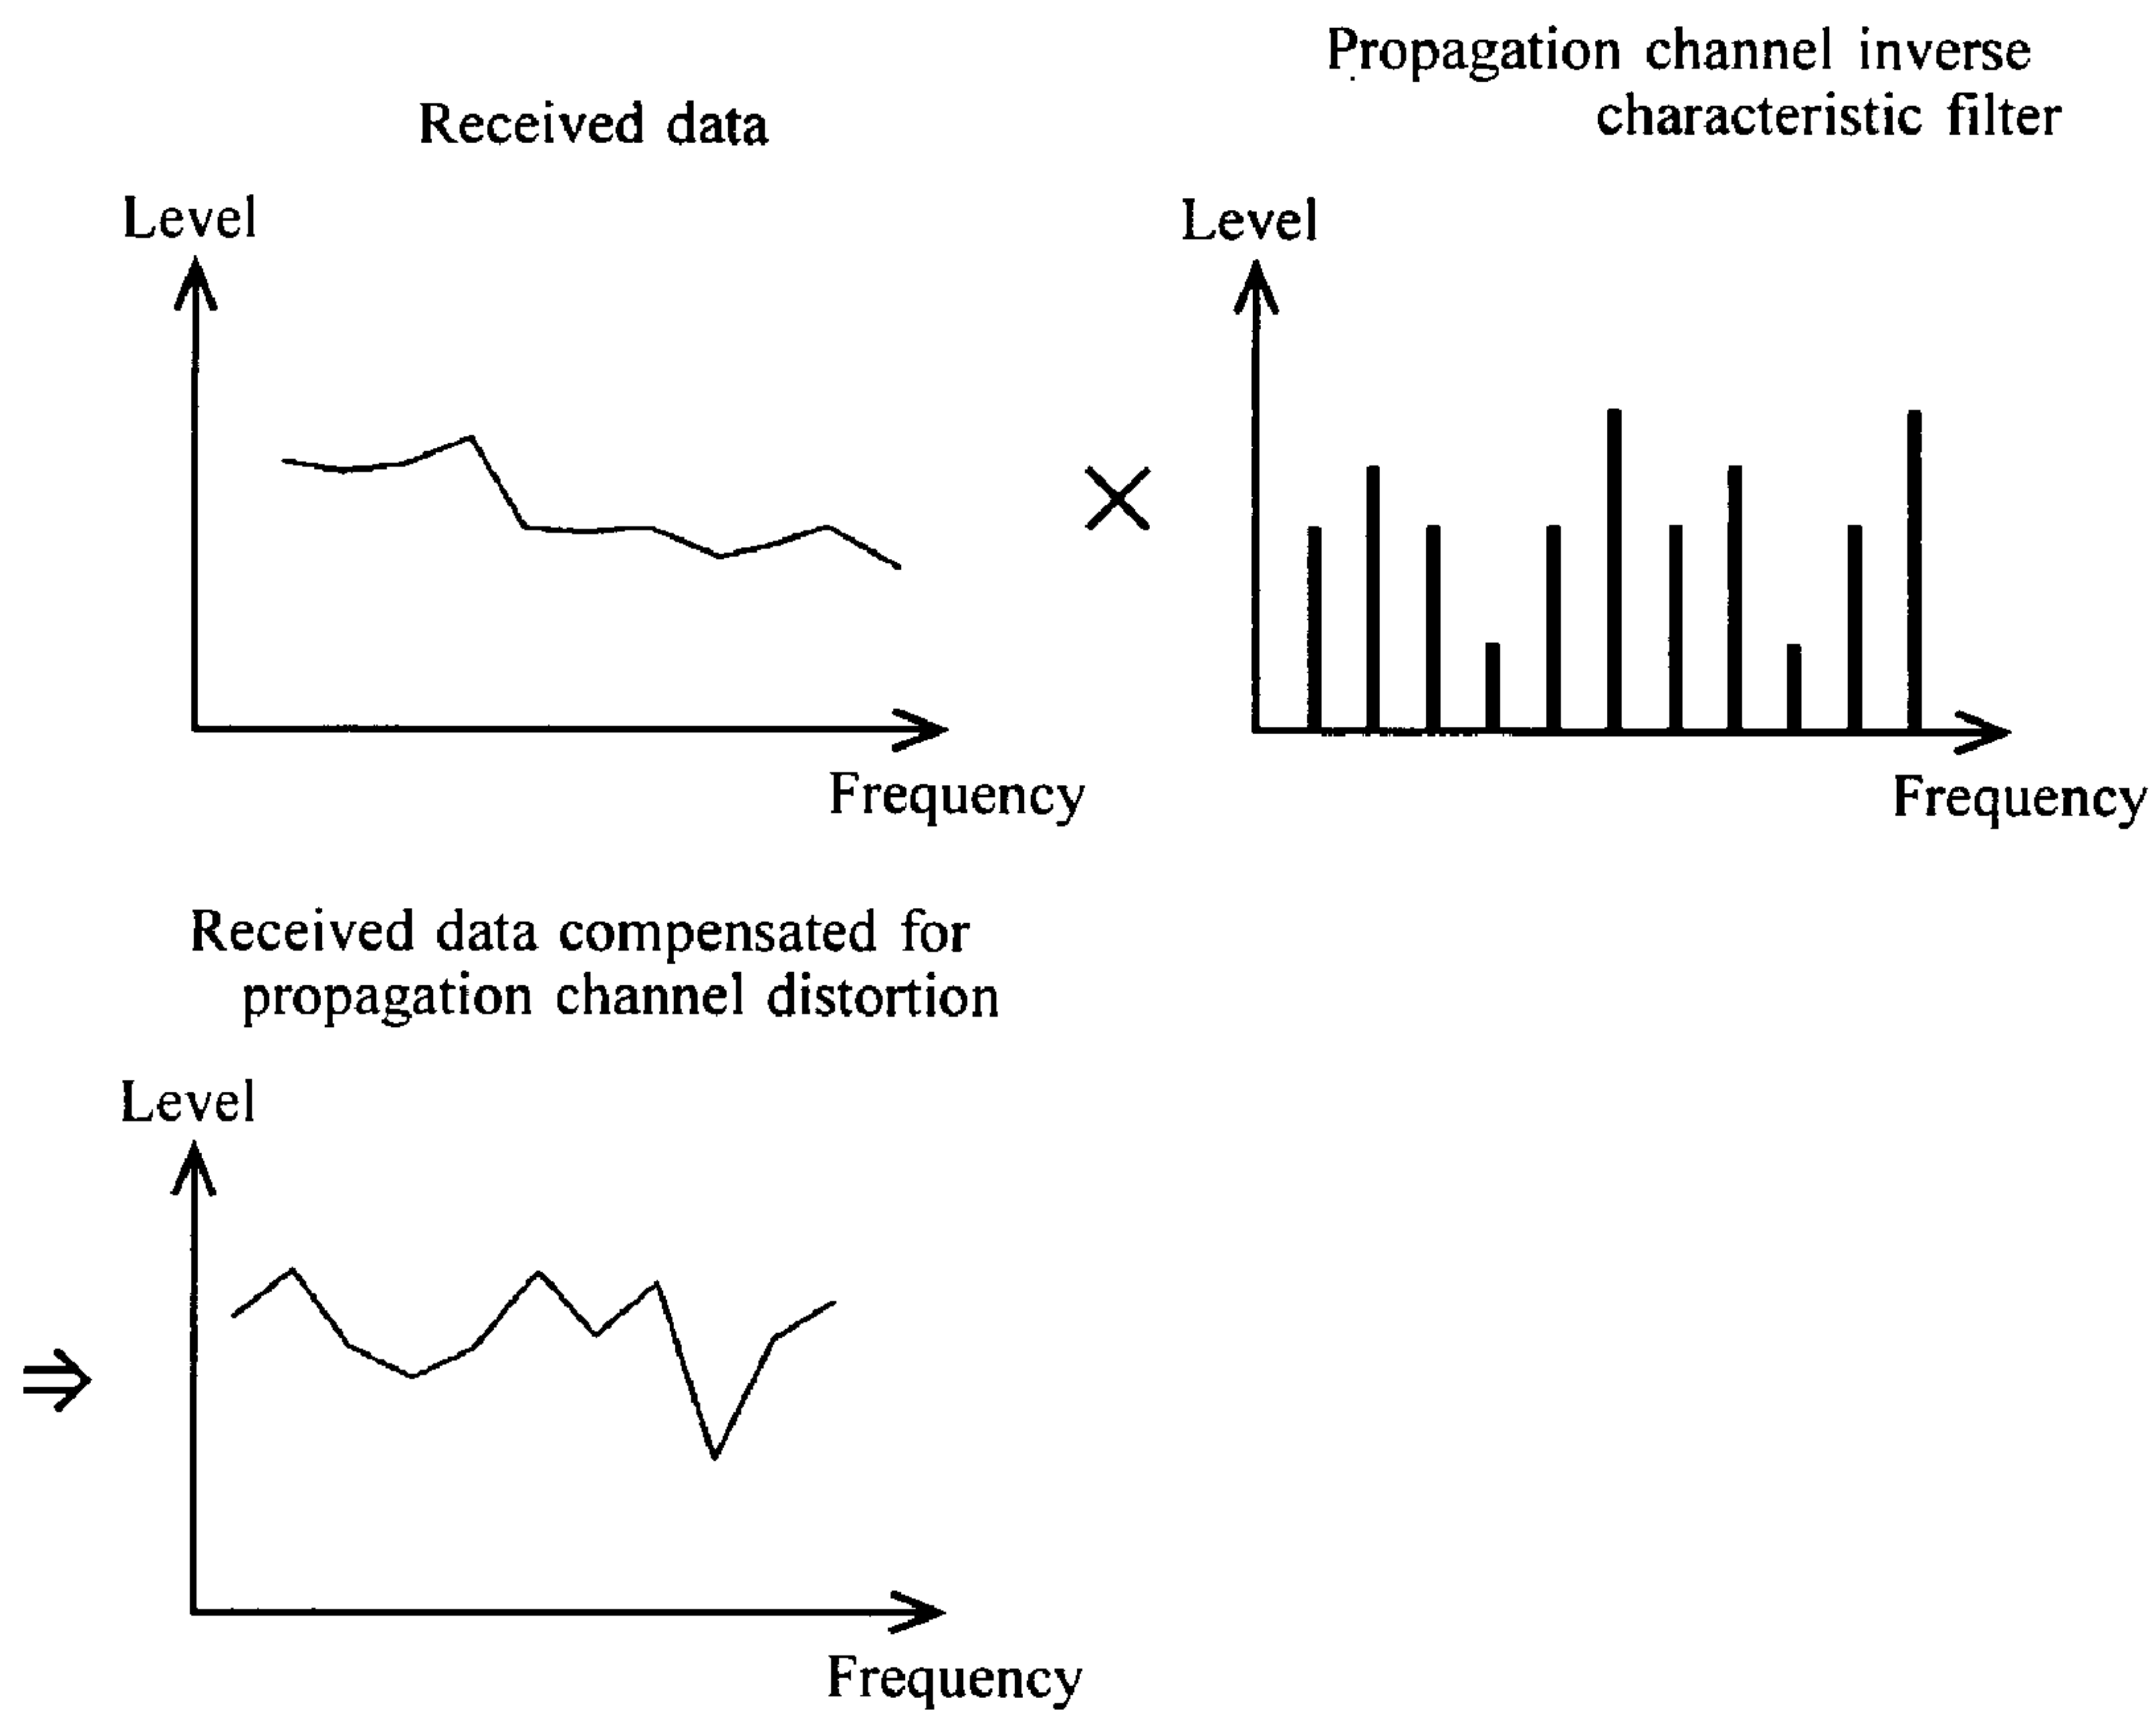 Received data
Propagation channel inverse
characteristic filter
Level
Frequency
×
Level
Frequency
Received data compensated for
propagation channel distortion
⇒
Level
Frequency